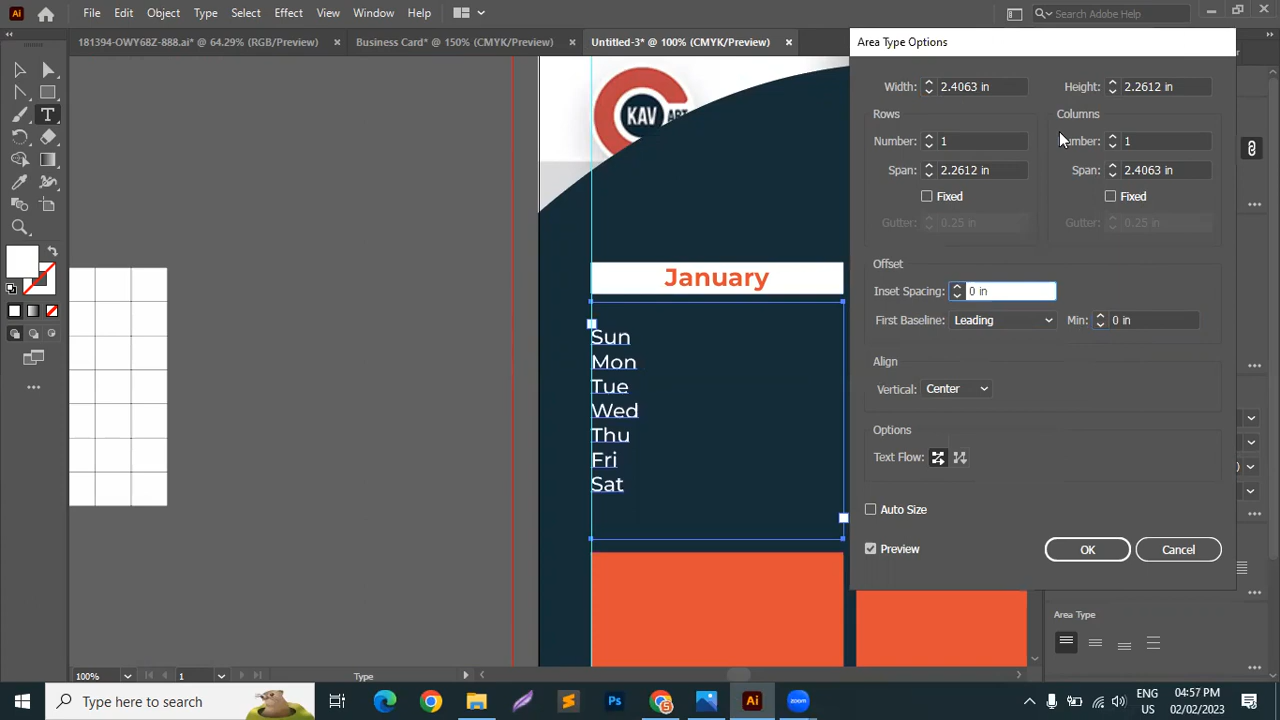 Ai File Edit Object Type Select Effect View Window Help Search Adobe Help
181394-OWY68Z-888.ai* @ 64.29% (RGB/Preview) × Business Card* @ 150% (CMYK/Preview) × Untitled-3* @ 100% (CMYK/Preview) ×
Area Type Options
Width: 2.4063 in Height: 2.2612 in
Rows Columns
Number: 1 Number: 1
Span: 2.2612 in Span: 2.4063 in
Fixed Fixed
Gutter: 0.25 in Gutter: 0.25 in
Offset
Inset Spacing: 0 in
First Baseline: Leading Min: 0 in
Align
Vertical: Center
Options
Text Flow:
Auto Size
Preview OK Cancel
Area Type
KAV
January
Sun
Mon
Tue
Wed
Thu
Fri
Sat
100% 1 Type
Type here to search
Ps Ai zoom
ENG
US
04:57 PM
02/02/2023